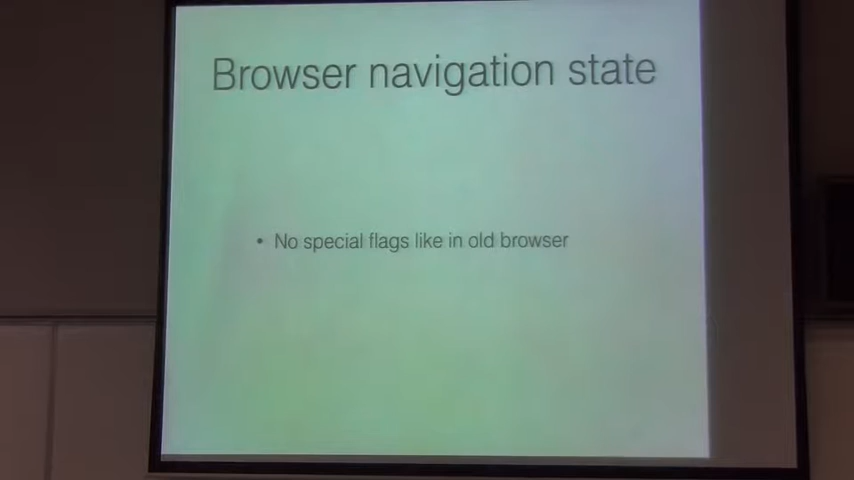 Browser navigation state
• No special flags like in old browser